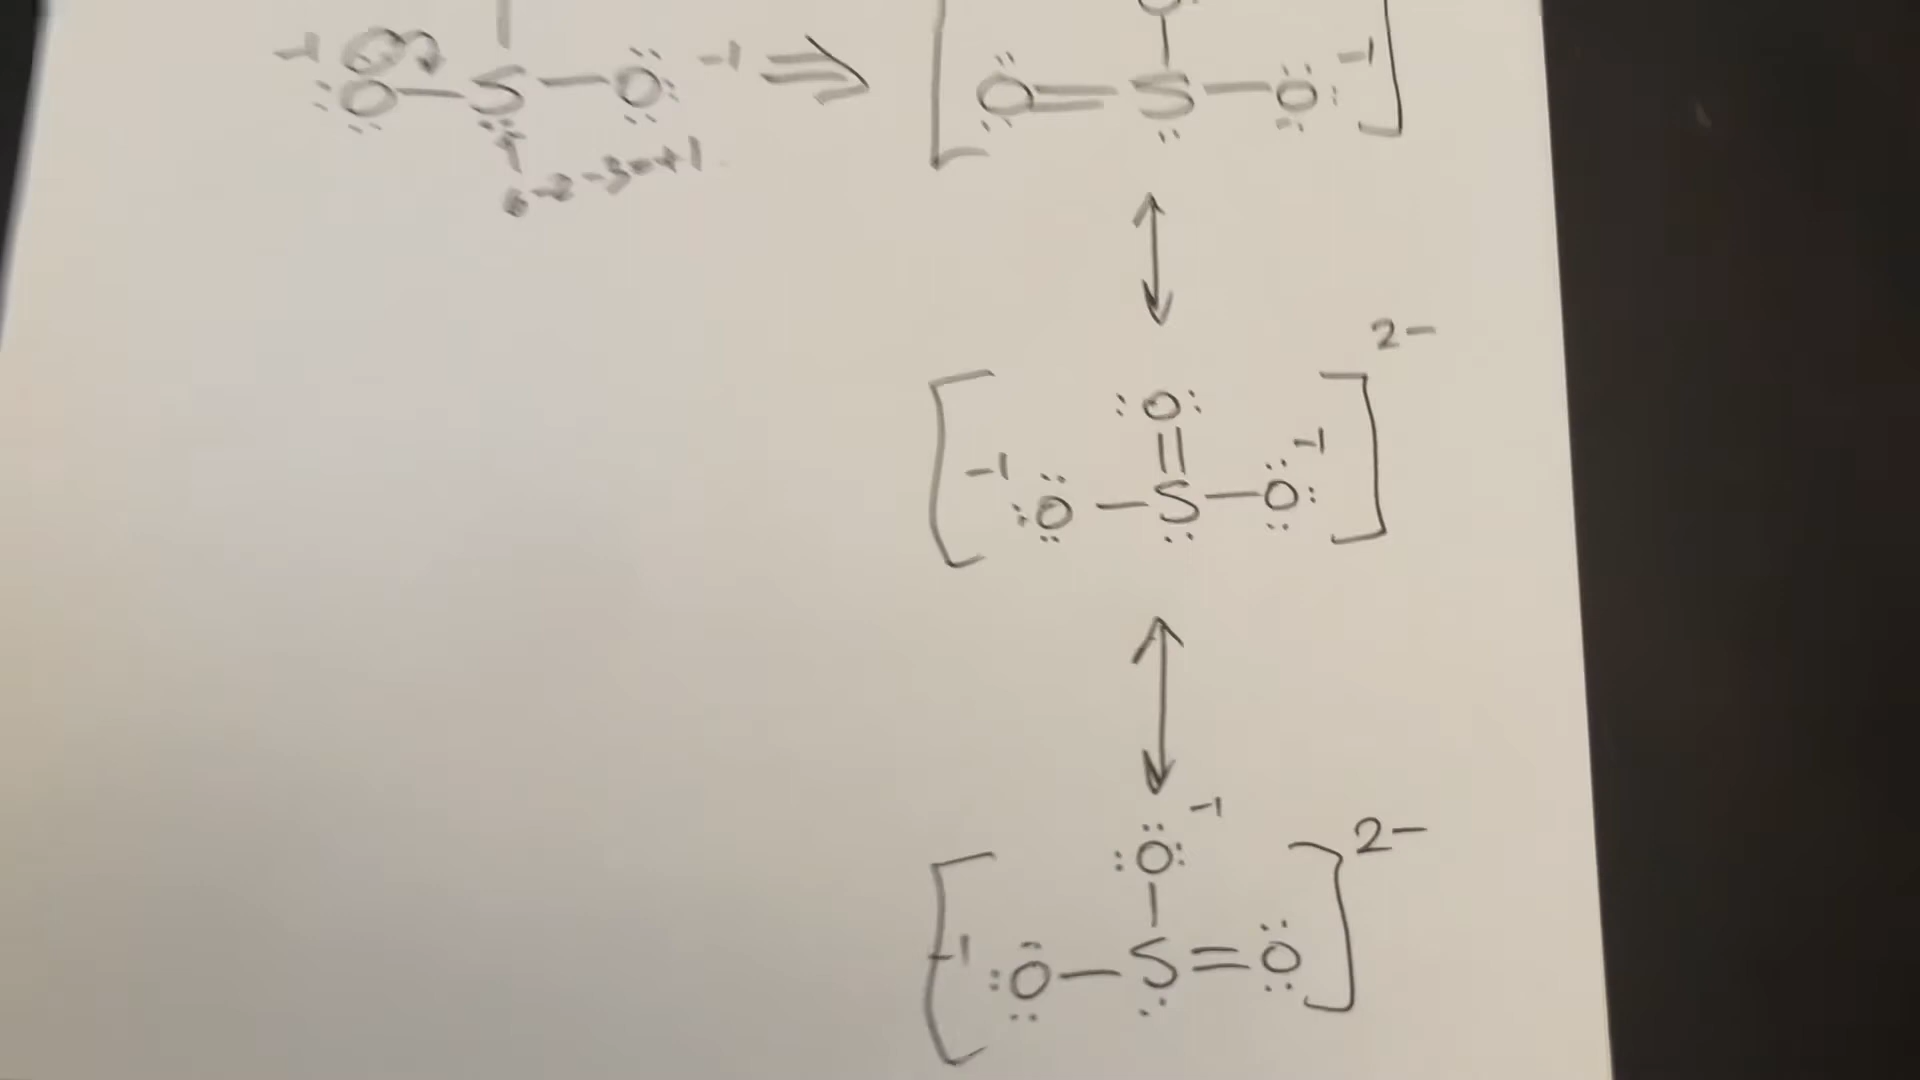 -1 :O—S—O: -1 ⇒ [O=S—O: -1]
6-2-3=+1
↕
[:O: 2-
-1 :O—S—O: -1]
↕
[:O: -1 2-
-1 :O—S=O]